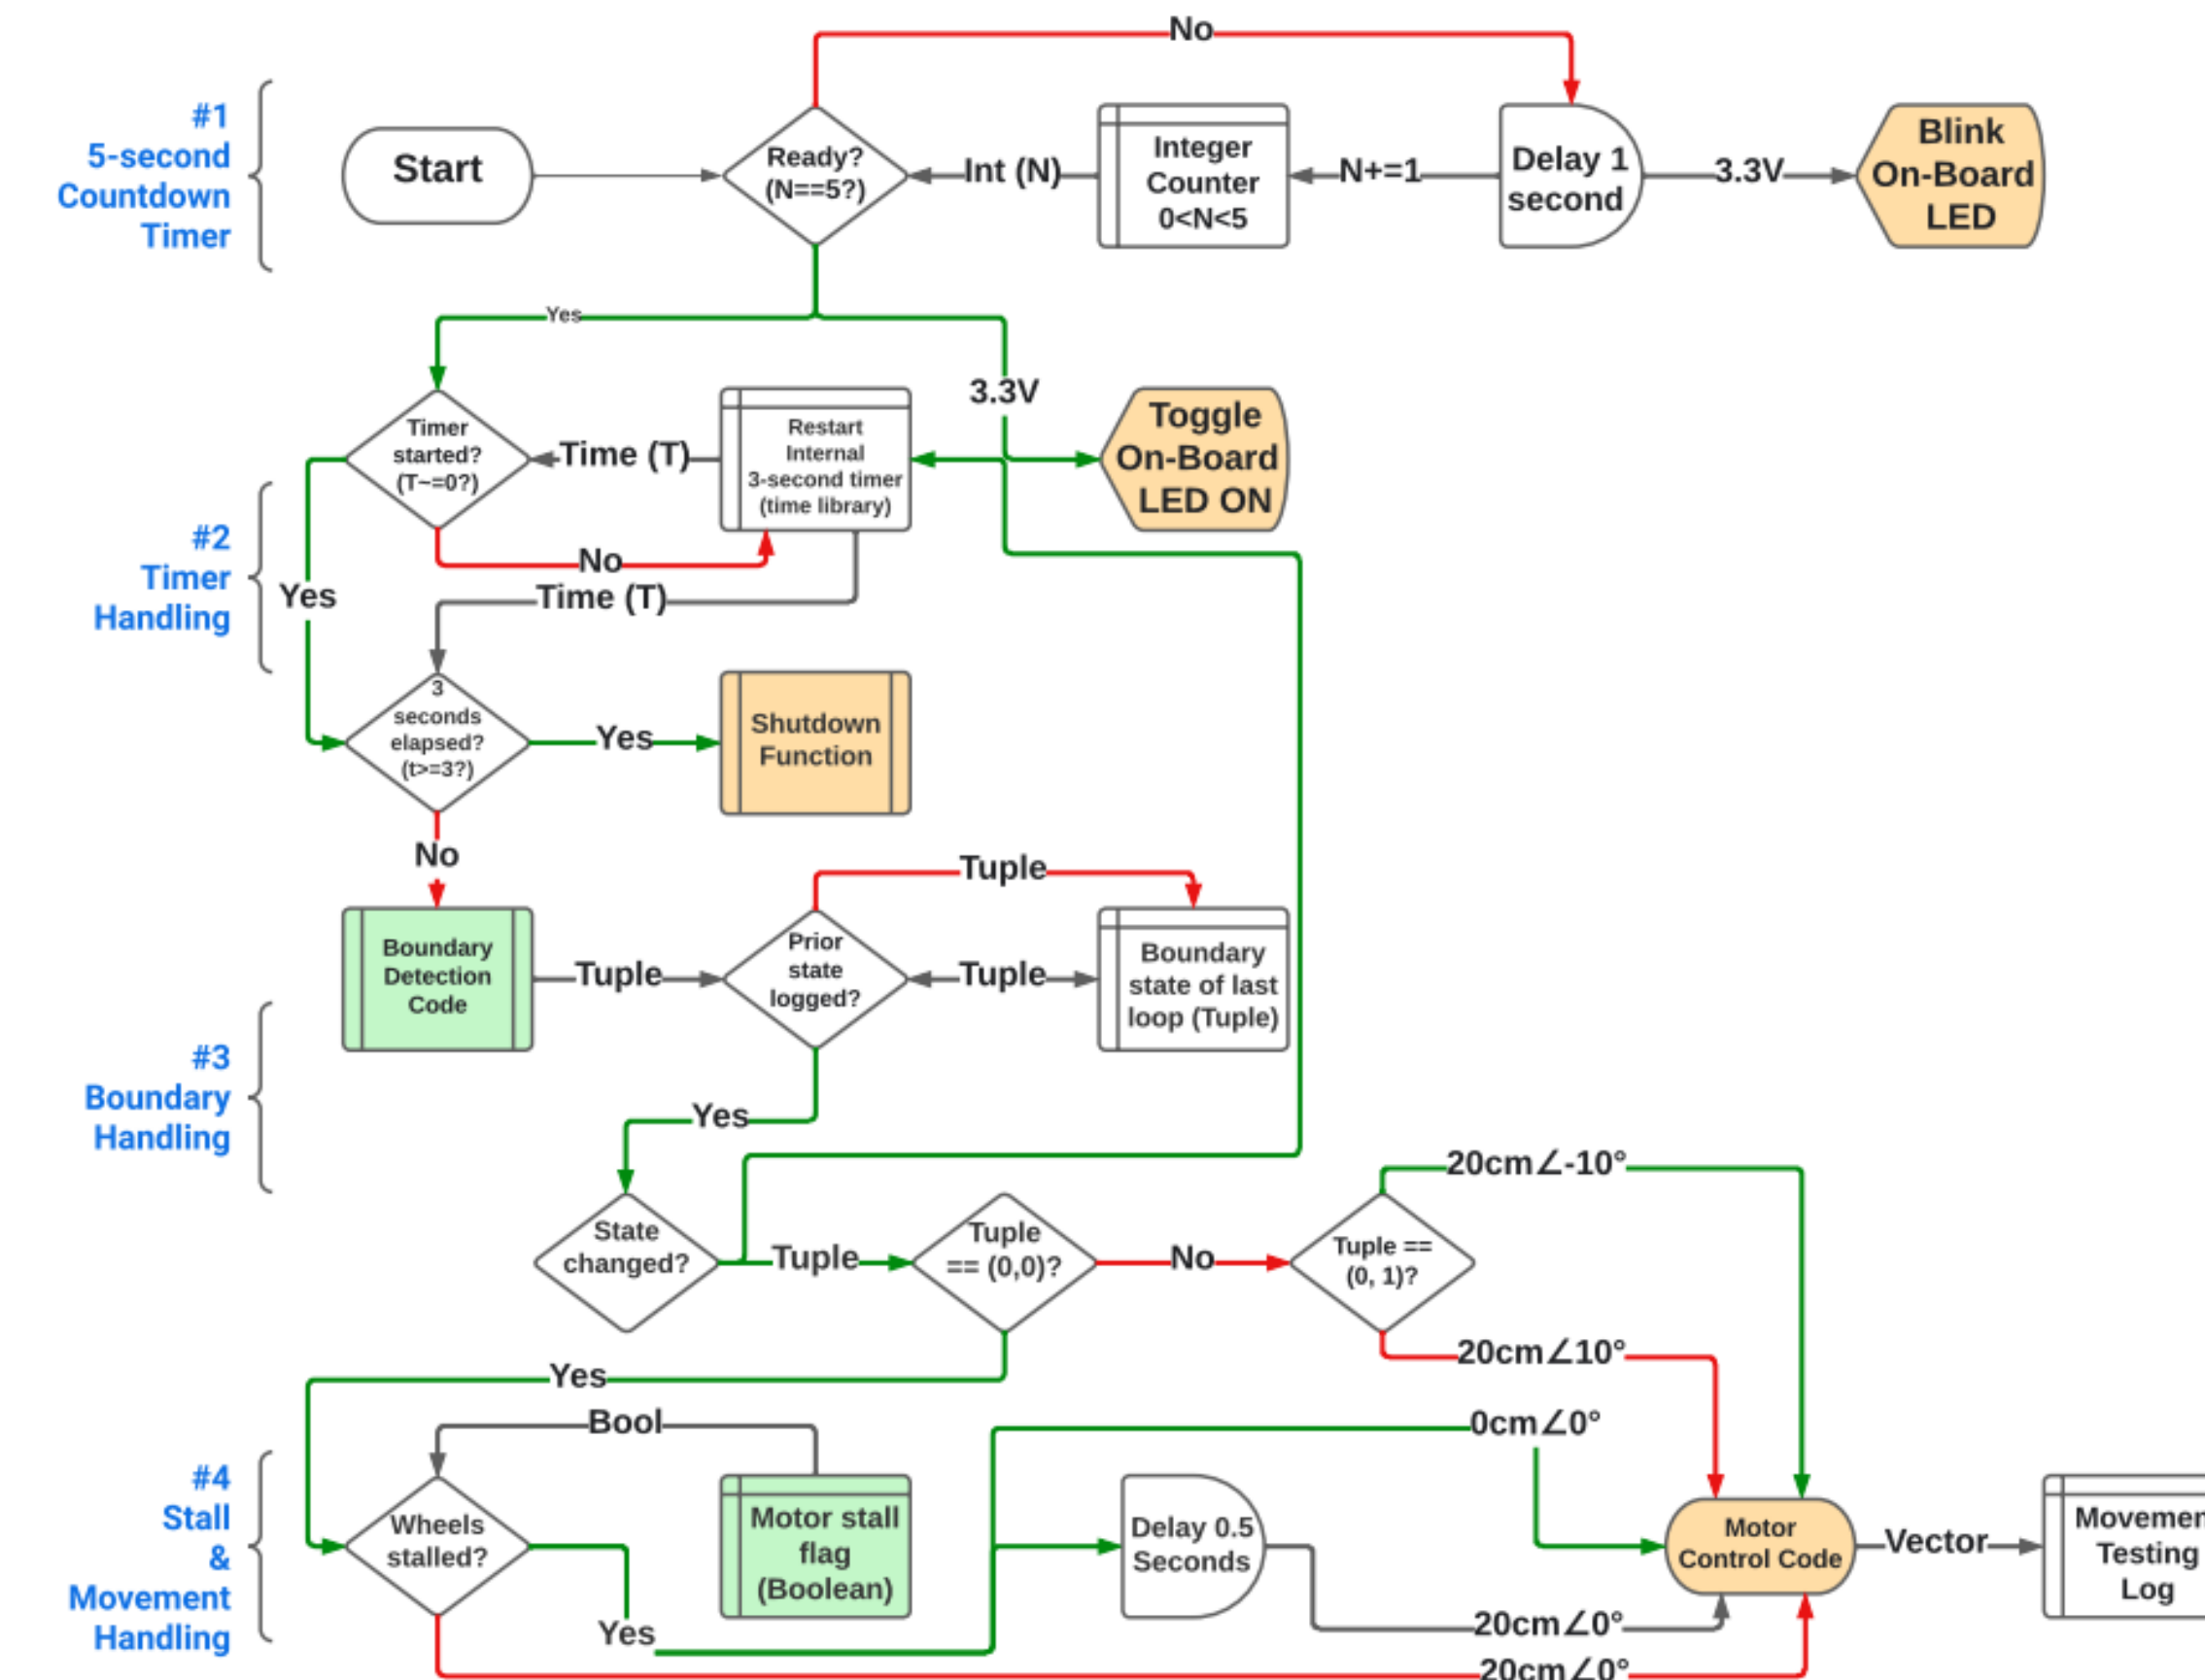 No
#1
5-second
Countdown
Timer
Start
Ready?
(N==5?)
Int (N)
Integer
Counter
0<N<5
N+=1
Delay 1
second
3.3V
Blink
On-Board
LED
Yes
3.3V
#2
Timer
Handling
Timer
started?
(T~=0?)
Time (T)
Restart
Internal
3-second timer
(time library)
Toggle
On-Board
LED ON
No
Time (T)
Yes
3
seconds
elapsed?
(t>=3?)
Yes
Shutdown
Function
No
Tuple
#3
Boundary
Handling
Boundary
Detection
Code
Tuple
Prior
state
logged?
Tuple
Boundary
state of last
loop (Tuple)
Yes
20cm∠-10°
State
changed?
Tuple
Tuple
== (0,0)?
No
Tuple ==
(0, 1)?
20cm∠10°
Yes
Bool
0cm∠0°
#4
Stall
&
Movement
Handling
Wheels
stalled?
Motor stall
flag
(Boolean)
Yes
Delay 0.5
Seconds
Motor
Control Code
Vector
Testing
Log
20cm∠0°
20cm∠0°